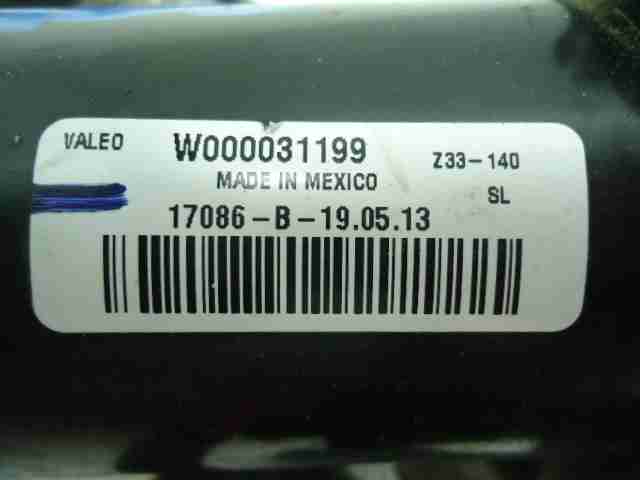 VALEO W000031199 Z33-140
MADE IN MEXICO SL
17086-B-19.05.13